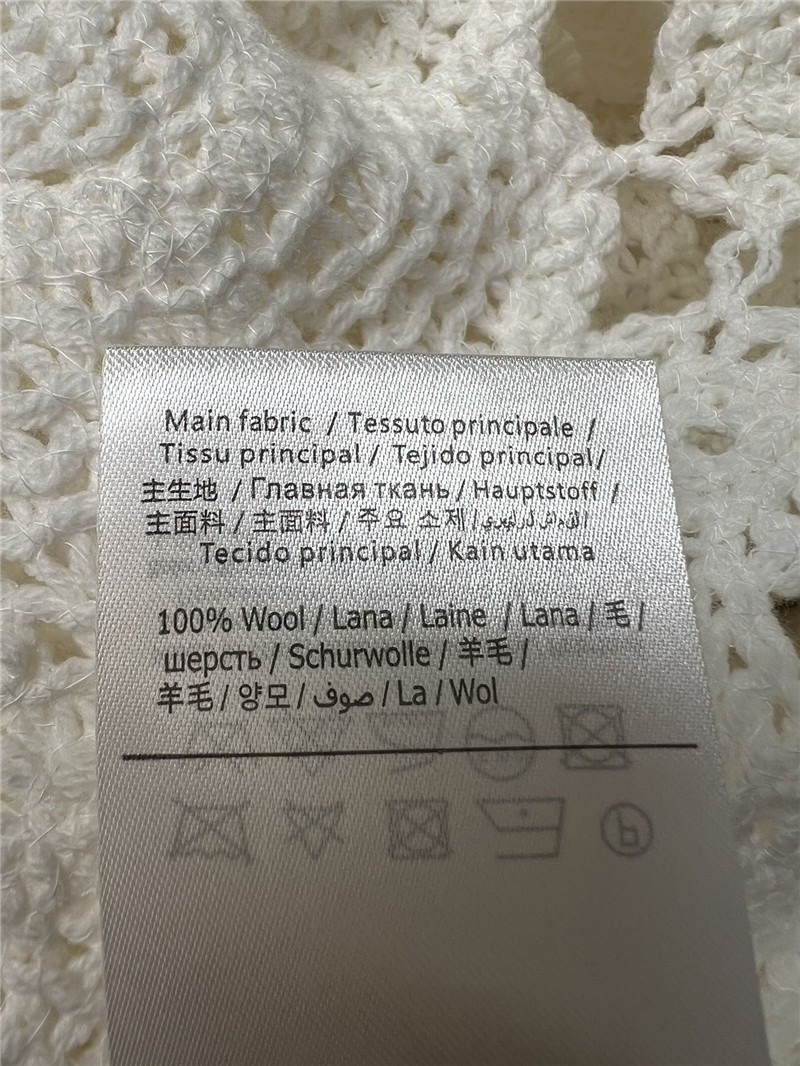 Main fabric / Tessuto principale /
Tissu principal / Tejido principal/
主生地 / Главная ткань / Hauptstoff /
主面料 / 主面料 / 주요 소재 /
Tecido principal / Kain utama
100% Wool / Lana / Laine / Lana / 毛 /
шерсть / Schurwolle / 羊毛 /
羊毛 / 양모 / صوف / La / Wol